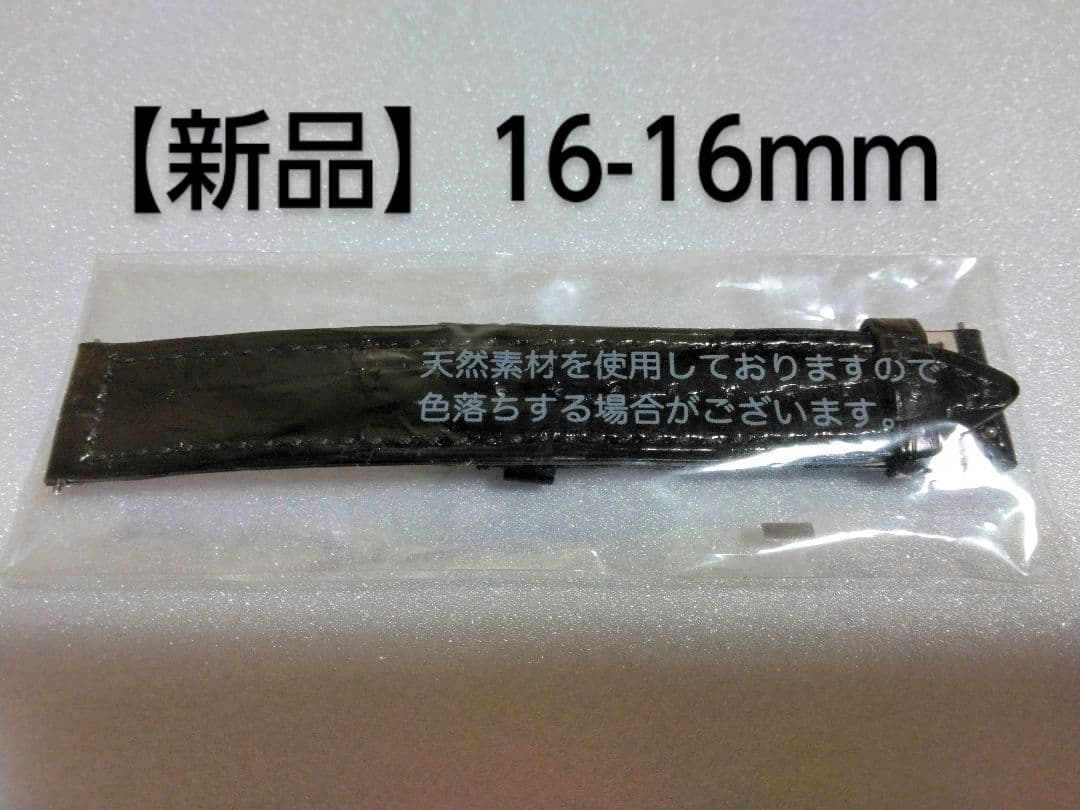 【新品】 16-16mm
天然素材を使用しておりますので
色落ちする場合がございます。